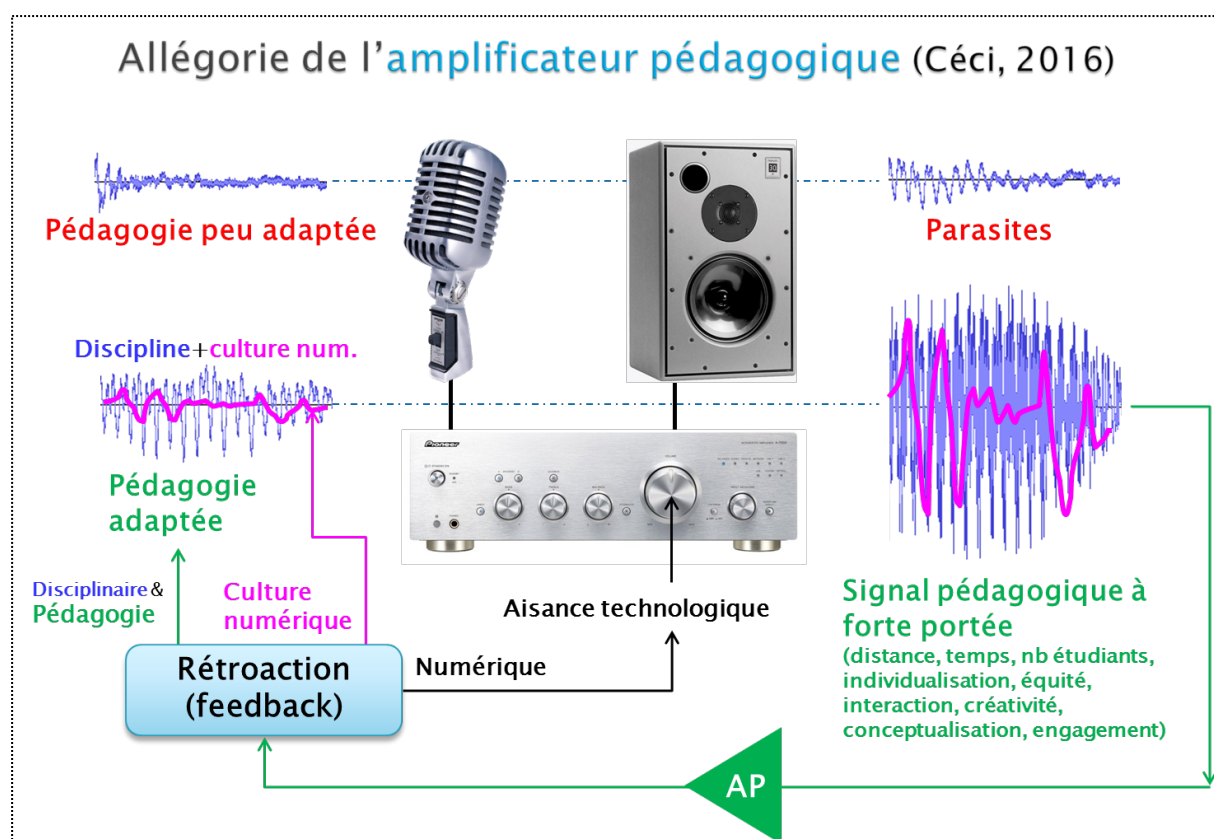 Allégorie de l’amplificateur pédagogique (Céci, 2016)
Pédagogie peu adaptée
Parasites
Discipline+culture num.
Pioneer
Pédagogie
adaptée
Disciplinaire &
Pédagogie
Culture
numérique
Aisance technologique
Signal pédagogique à
forte portée
(distance, temps, nb étudiants,
individualisation, équité,
interaction, créativité,
conceptualisation, engagement)
Rétroaction
(feedback)
Numérique
AP